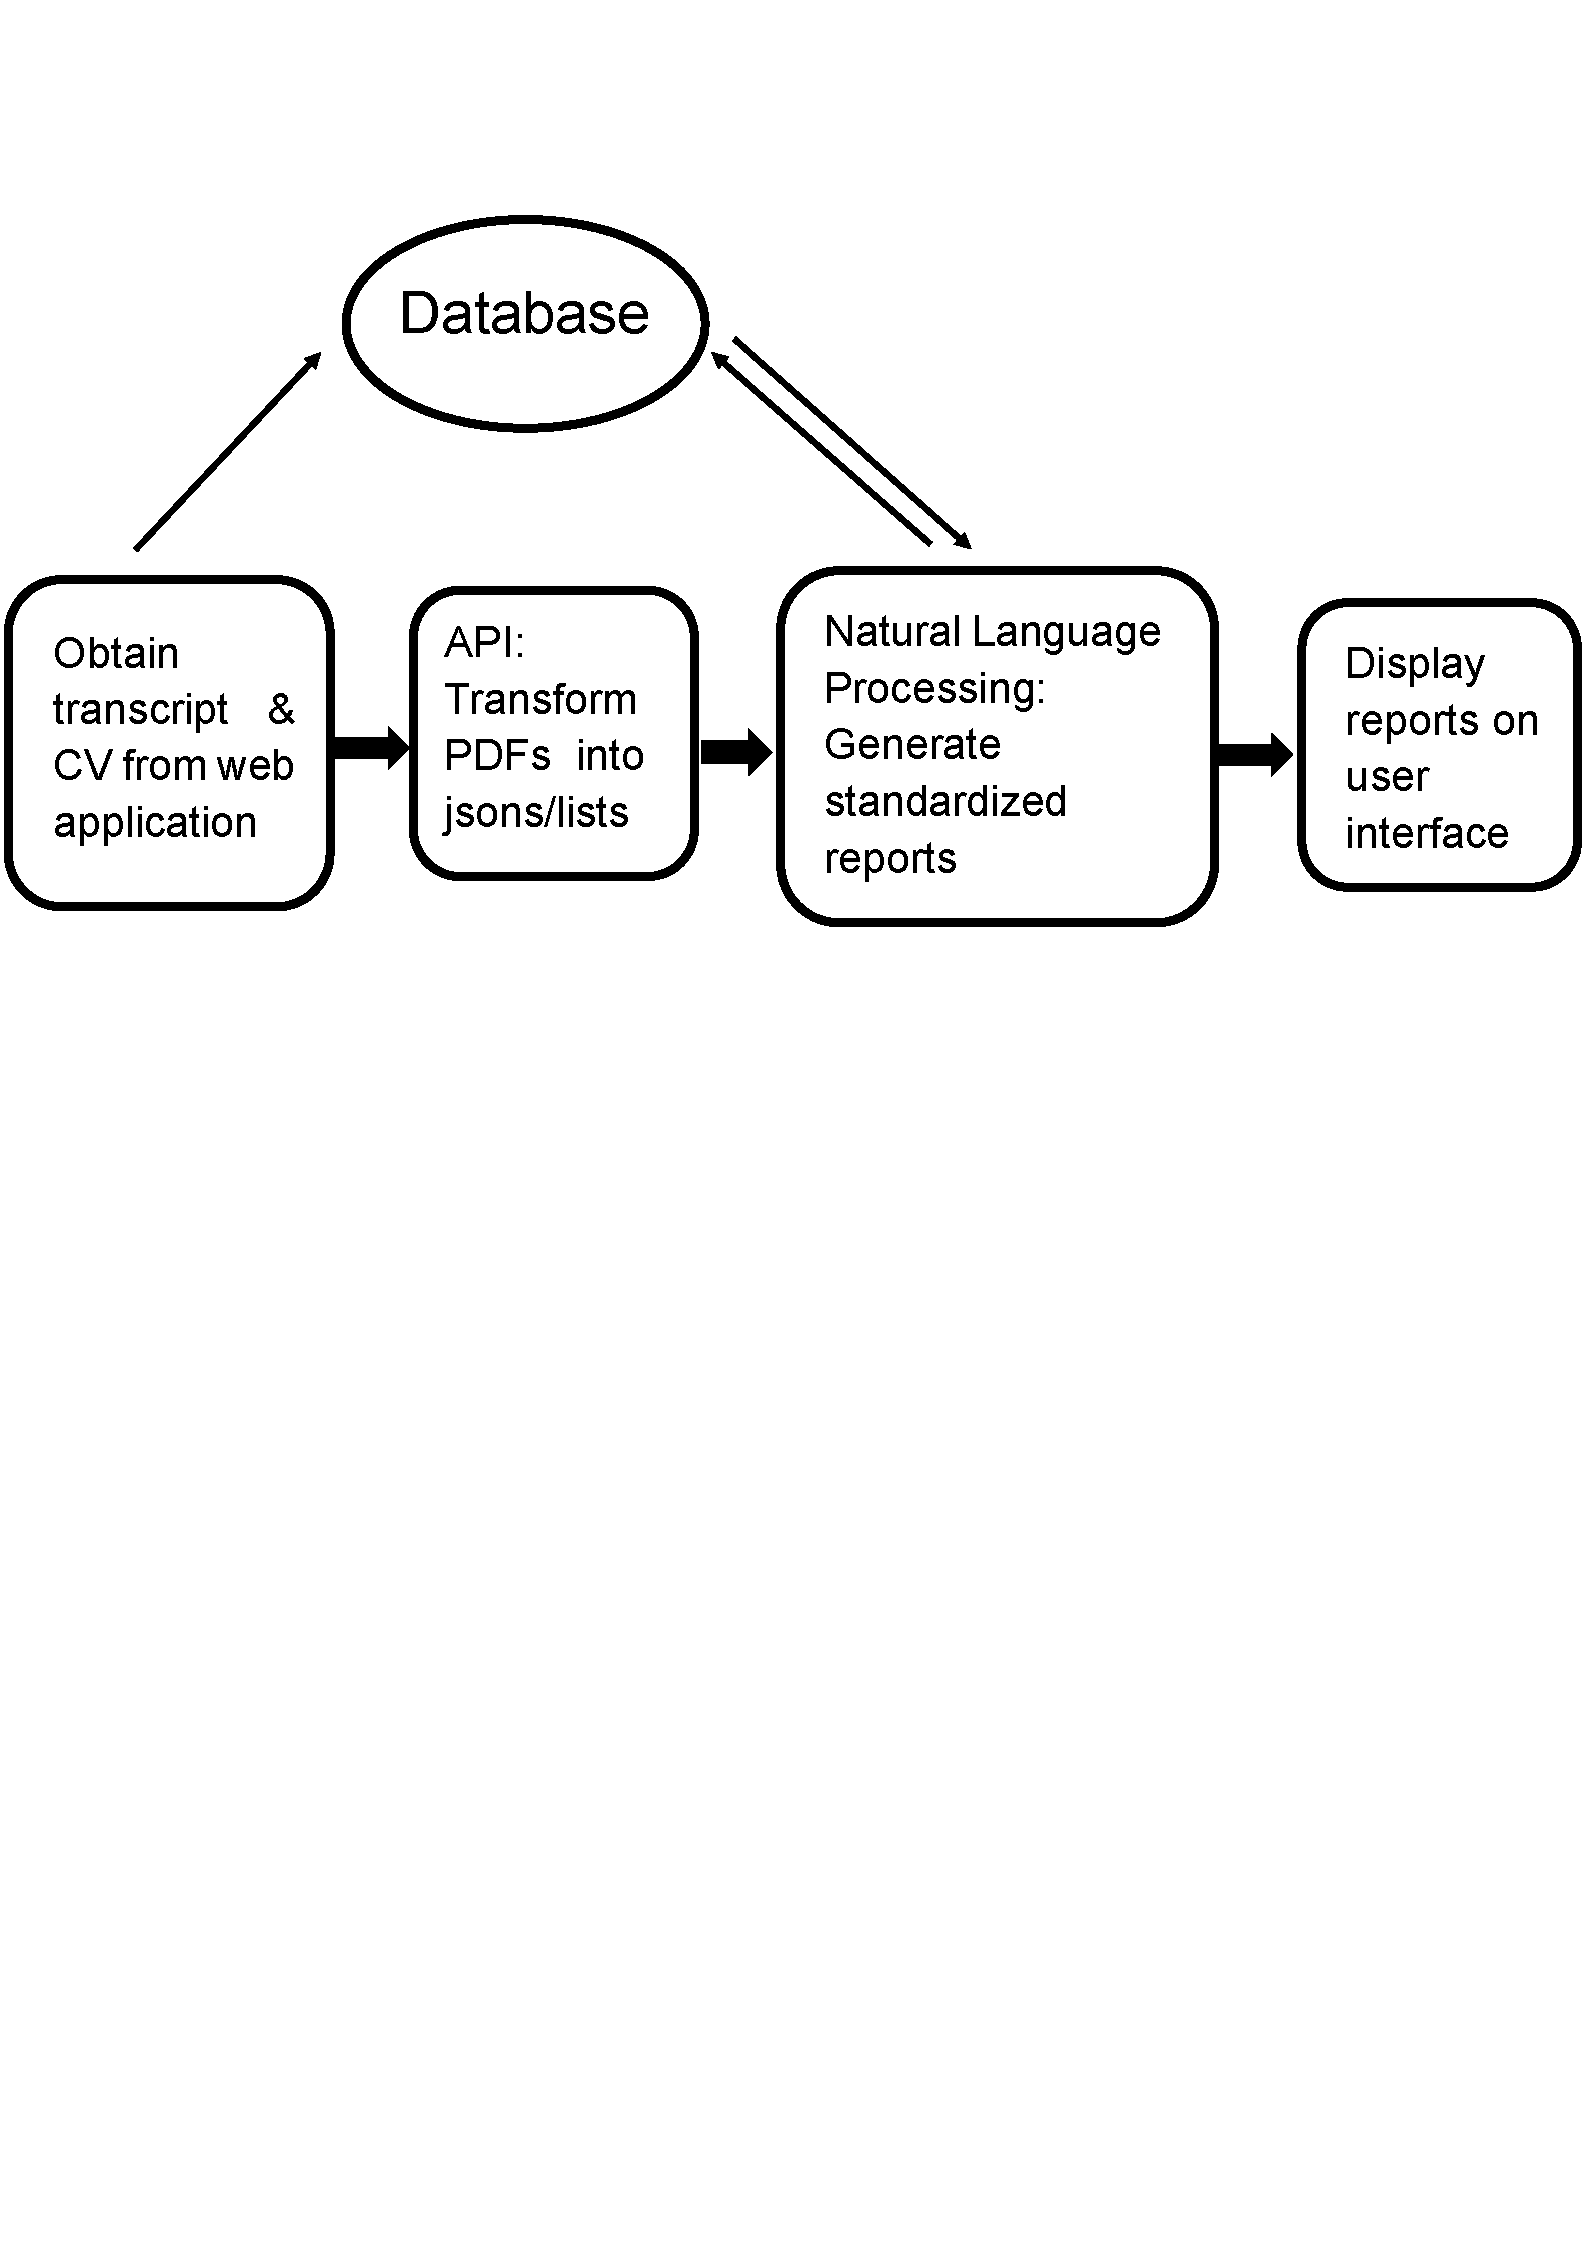 Database
Obtain
transcript & 
CV from web
application
API:
Transform
PDFs into
jsons/lists
Natural Language
Processing:
Generate
standardized
reports
Display
reports on
user
interface